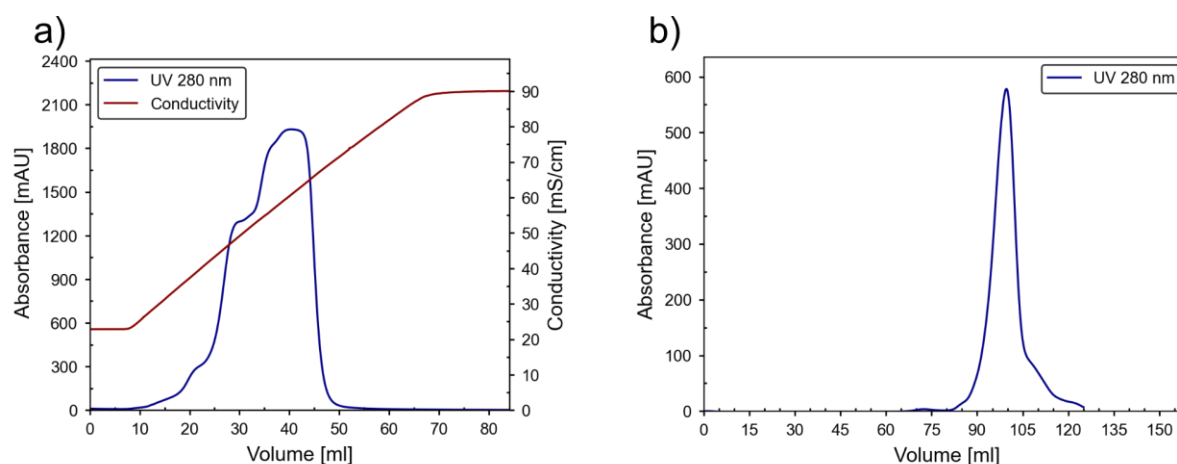 a)
2400
2100
1800
1500
1200
900
600
300
0
Absorbance [mAU]
UV 280 nm
Conductivity
90
80
70
60
50
40
30
20
10
0
Conductivity [mS/cm]
0 10 20 30 40 50 60 70 80
Volume [ml]
b)
600
500
400
300
200
100
0
Absorbance [mAU]
UV 280 nm
0 15 30 45 60 75 90 105 120 135 150
Volume [ml]